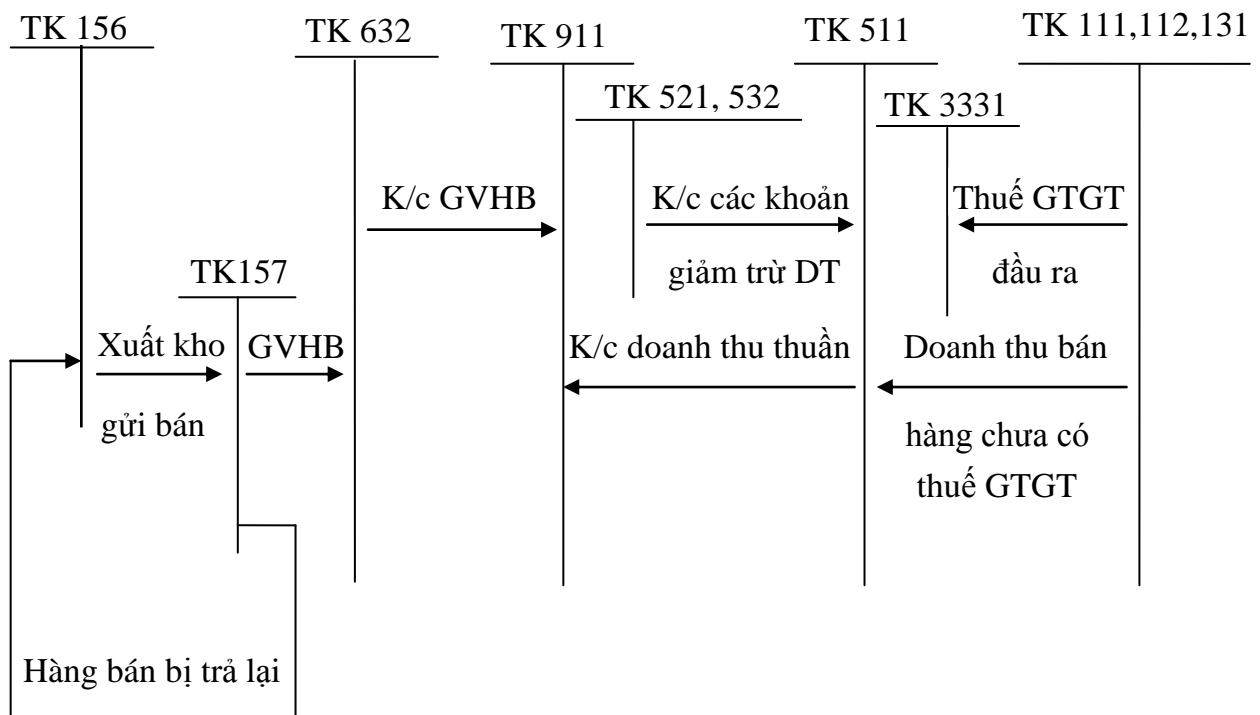 TK 156
TK 632
TK 911
TK 511
TK 111,112,131
TK 521, 532
TK 3331
K/c GVHB
K/c các khoản
giảm trừ DT
Thuế GTGT
đầu ra
TK157
Xuất kho
gửi bán
GVHB
K/c doanh thu thuần
Doanh thu bán
hàng chưa có
thuế GTGT
Hàng bán bị trả lại